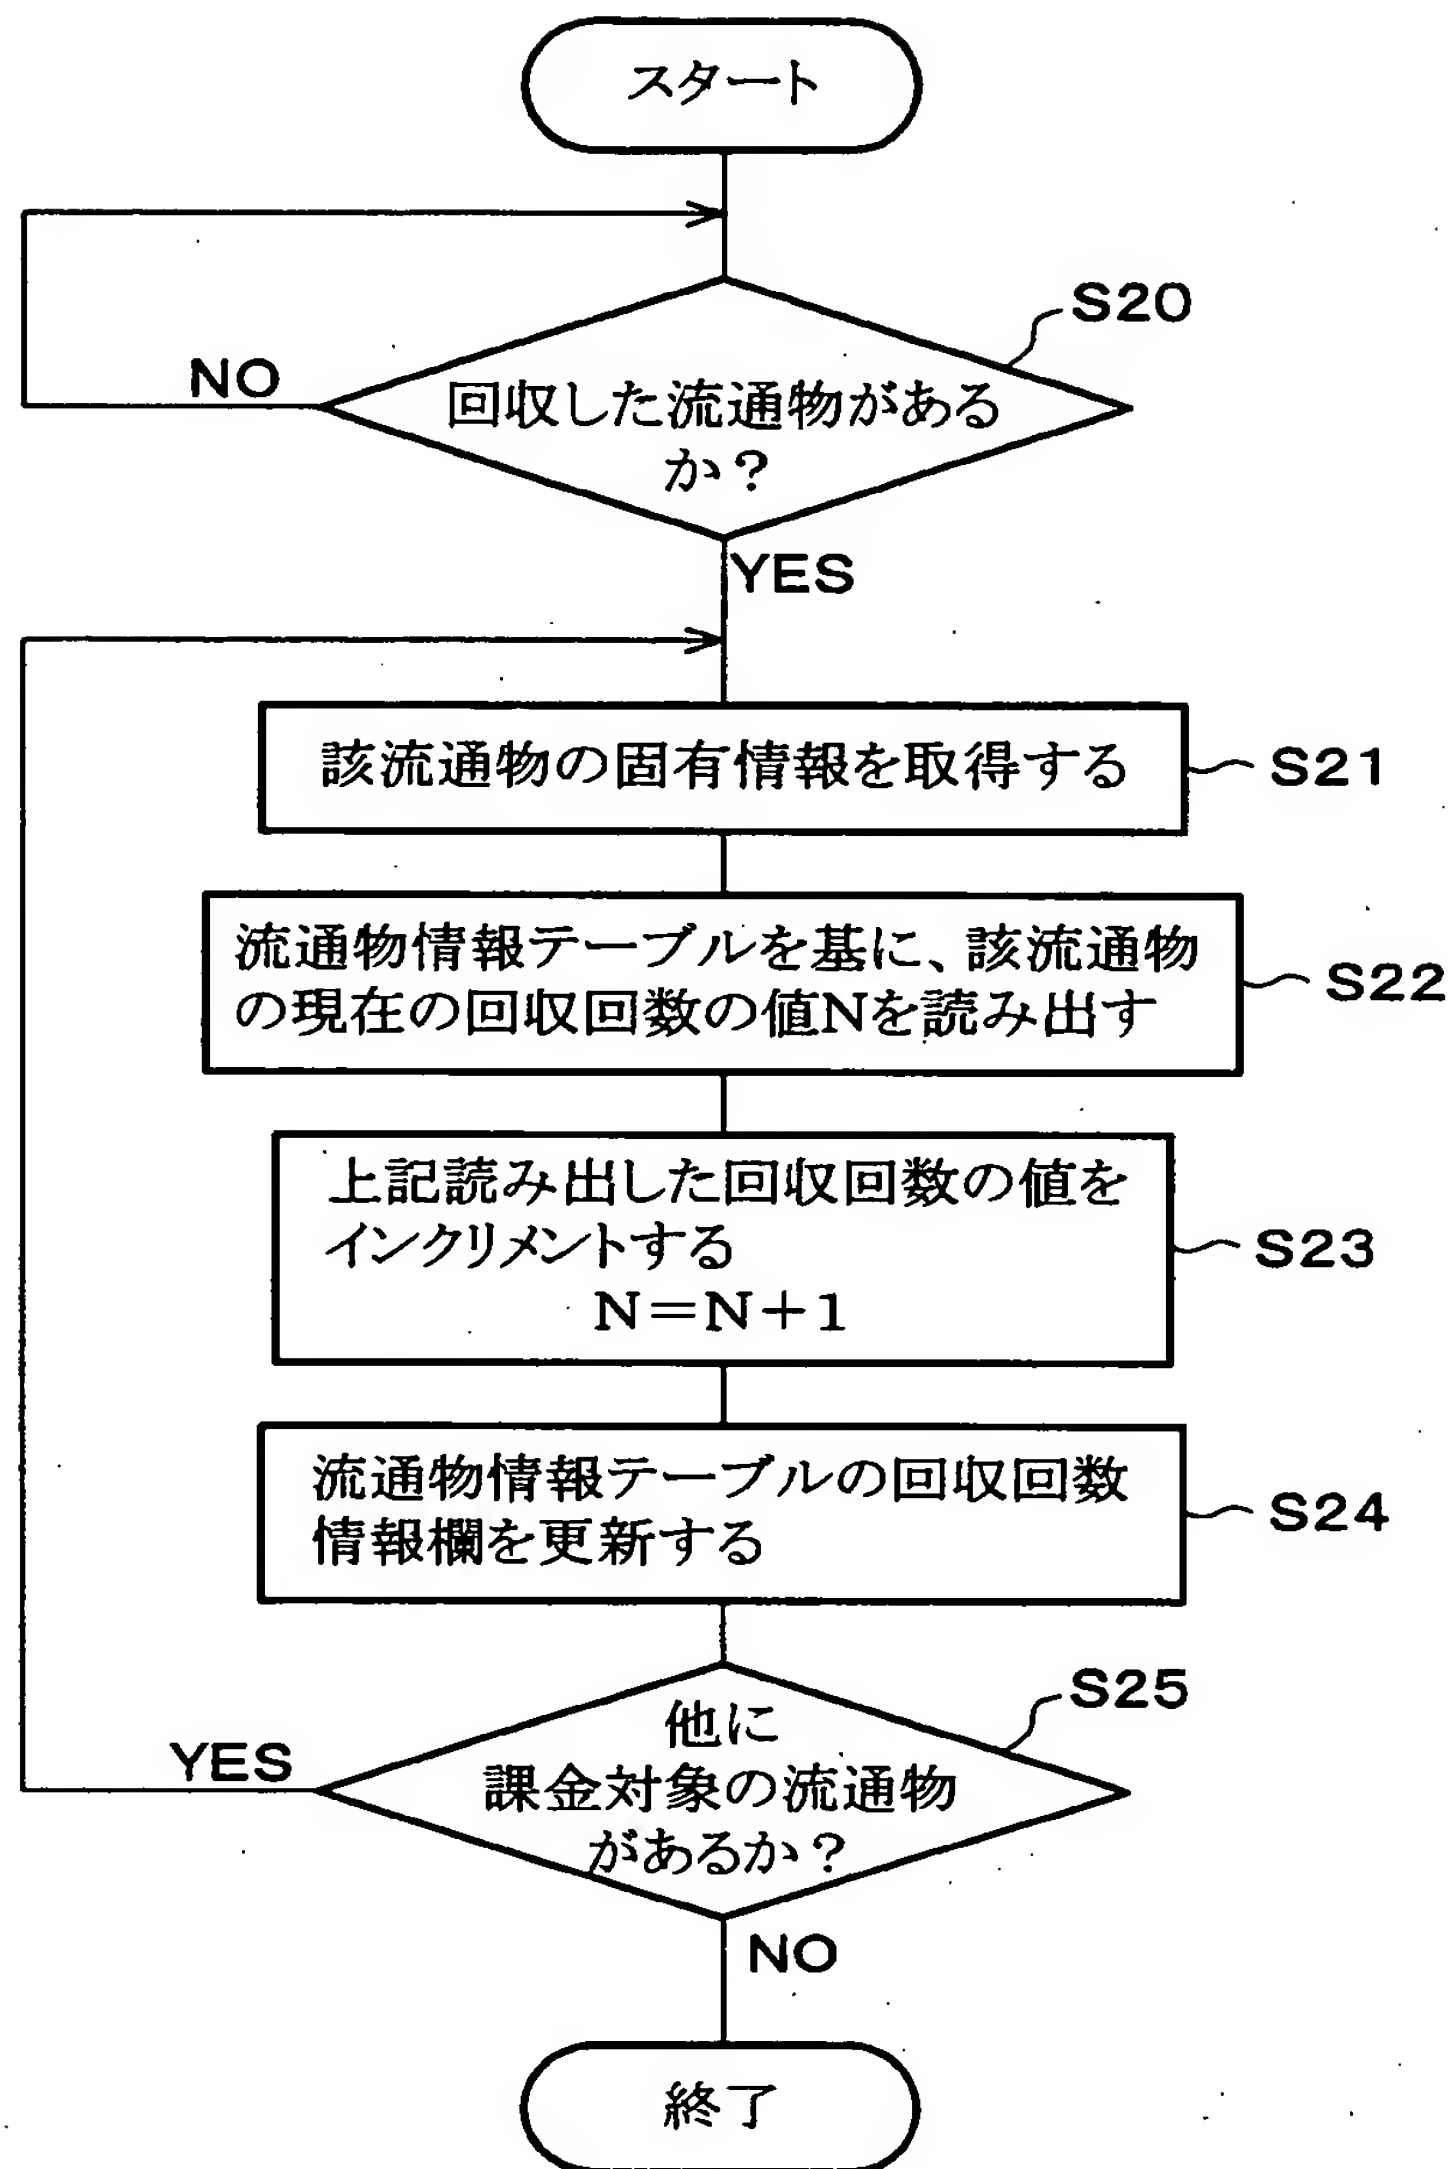 スタート
S20
NO
回収した流通物がある
か？
YES
該流通物の固有情報を取得する
S21
流通物情報テーブルを基に、該流通物
の現在の回収回数の値Nを読み出す
S22
上記読み出した回収回数の値を
インクリメントする
N＝N＋1
S23
流通物情報テーブルの回収回数
情報欄を更新する
S24
S25
他に
YES
課金対象の流通物
があるか？
NO
終了